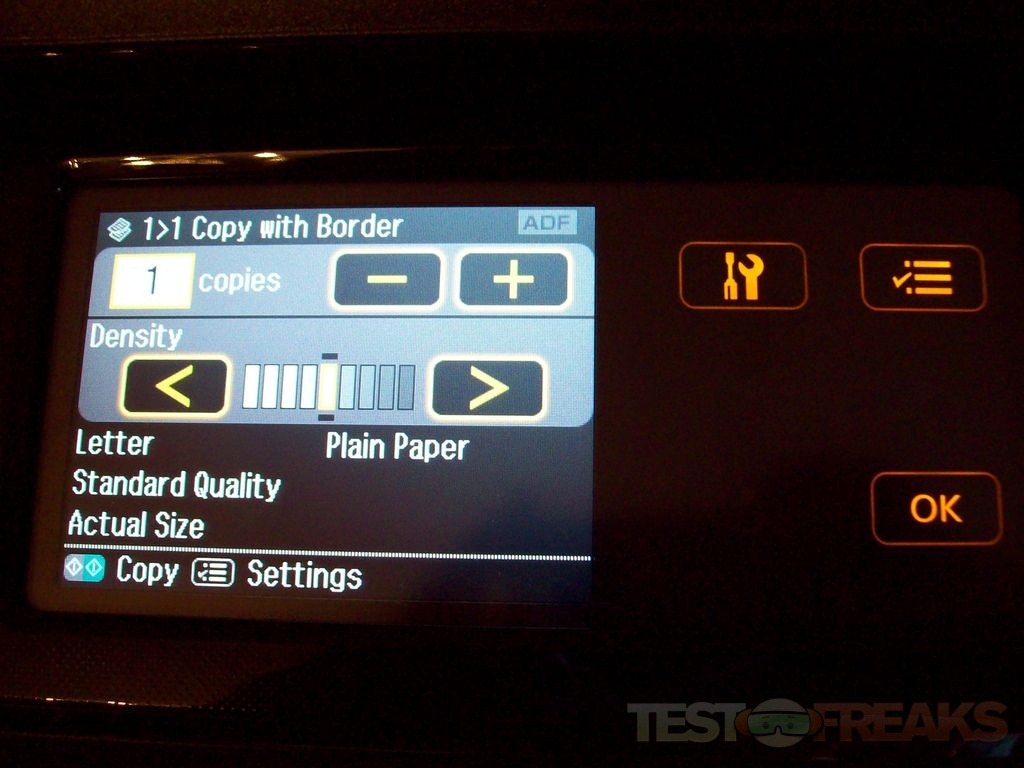 1>1 Copy with Border ADF
1 copies − +
Density
< >
Letter Plain Paper
Standard Quality
Actual Size
Copy Settings
OK
TESTFREAKS